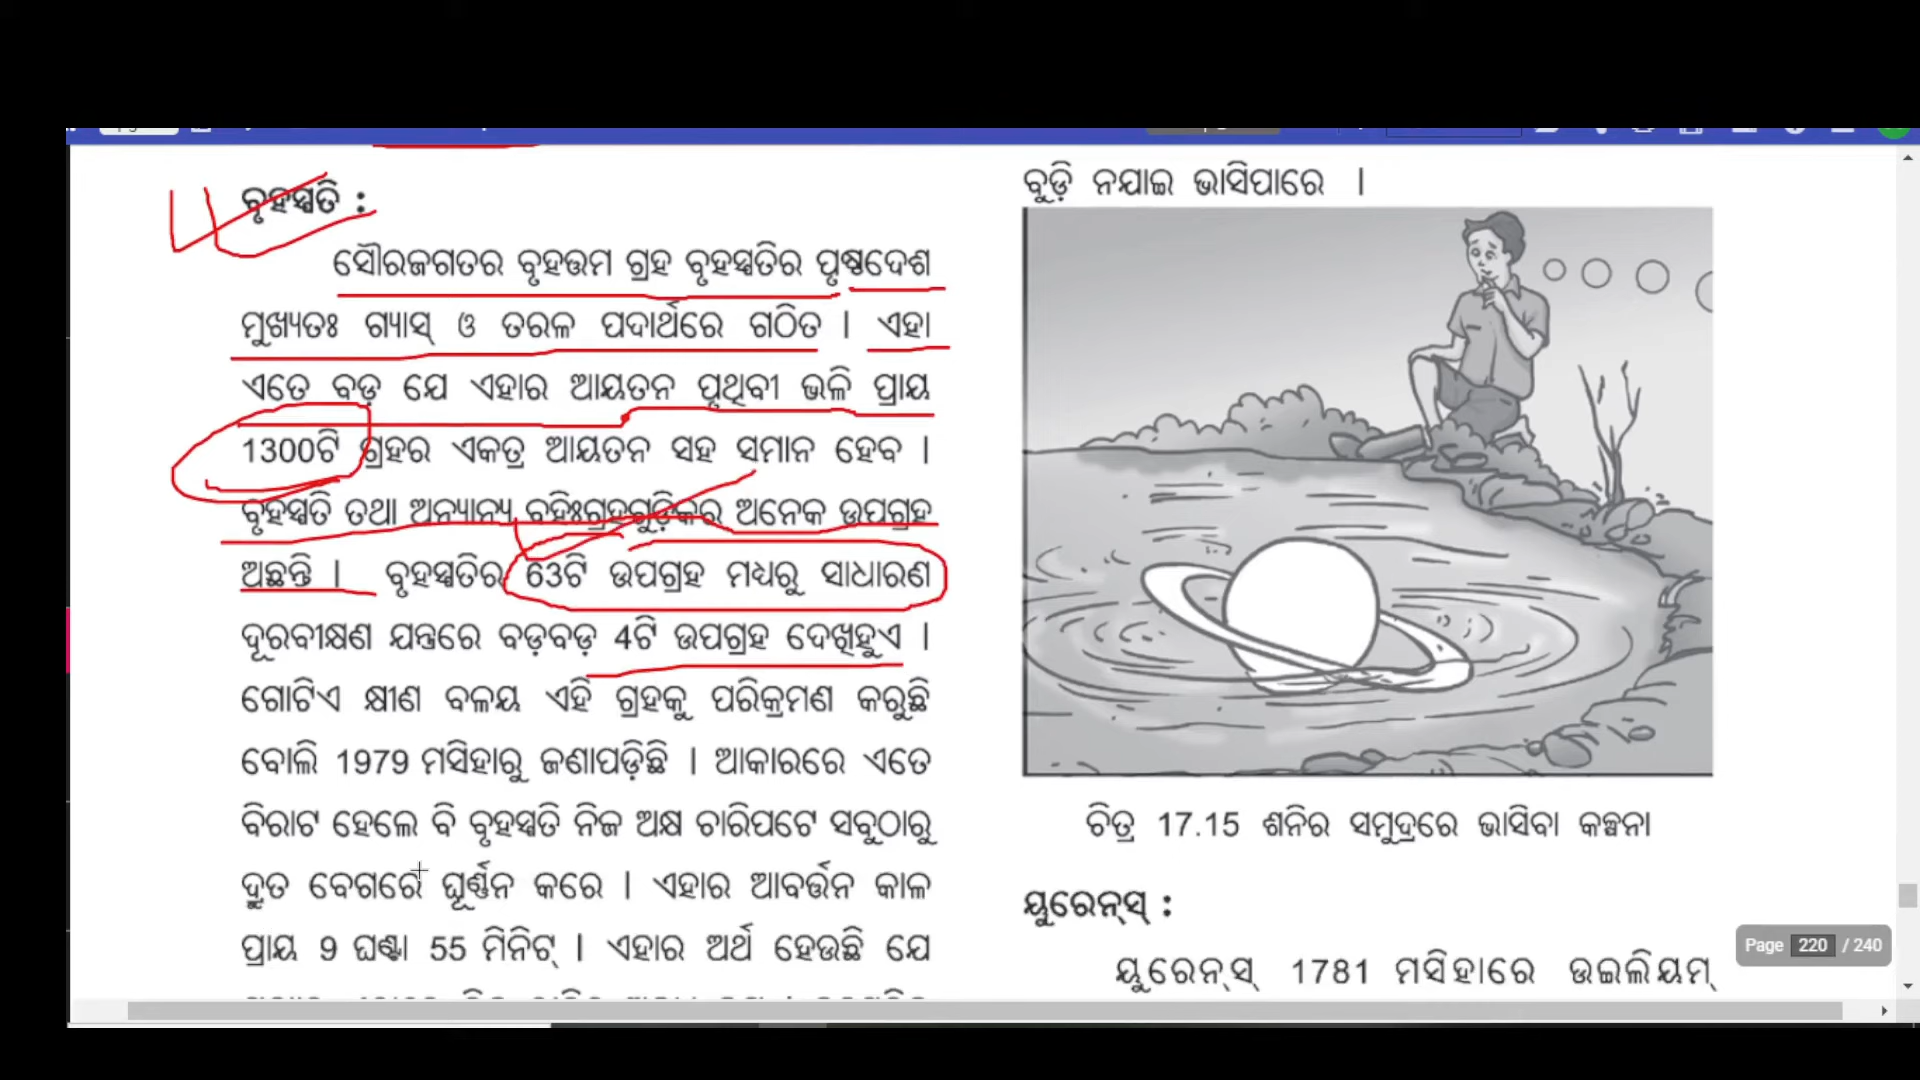 ବୃହସ୍ପତି :
ସୌରଜଗତର ବୃହତ୍ତମ ଗ୍ରହ ବୃହସ୍ପତିର ପୃଷ୍ଠଦେଶ
ମୁଖ୍ୟତଃ ଗ୍ୟାସ୍ ଓ ତରଳ ପଦାର୍ଥରେ ଗଠିତ । ଏହା
ଏତେ ବଡ଼ ଯେ ଏହାର ଆୟତନ ପୃଥିବୀ ଭଳି ପ୍ରାୟ
1300ଟି ଗ୍ରହର ଏକତ୍ର ଆୟତନ ସହ ସମାନ ହେବ ।
ବୃହସ୍ପତି ତଥା ଅନ୍ୟାନ୍ୟ ବହିଃଗ୍ରହଗୁଡ଼ିକର ଅନେକ ଉପଗ୍ରହ
ଅଛନ୍ତି । ବୃହସ୍ପତିର 63ଟି ଉପଗ୍ରହ ମଧ୍ୟରୁ ସାଧାରଣ
ଦୂରବୀକ୍ଷଣ ଯନ୍ତ୍ରରେ ବଡ଼ବଡ଼ 4ଟି ଉପଗ୍ରହ ଦେଖିହୁଏ ।
ଗୋଟିଏ କ୍ଷୀଣ ବଳୟ ଏହି ଗ୍ରହକୁ ପରିକ୍ରମଣ କରୁଛି
ବୋଲି 1979 ମସିହାରୁ ଜଣାପଡ଼ିଛି । ଆକାରରେ ଏତେ
ବିରାଟ ହେଲେ ବି ବୃହସ୍ପତି ନିଜ ଅକ୍ଷ ଚାରିପଟେ ସବୁଠାରୁ
ଦ୍ରୁତ ବେଗରେ ଘୂର୍ଣ୍ଣନ କରେ । ଏହାର ଆବର୍ତ୍ତନ କାଳ
ପ୍ରାୟ 9 ଘଣ୍ଟା 55 ମିନିଟ୍ । ଏହାର ଅର୍ଥ ହେଉଛି ଯେ
ବୁଡ଼ି ନଯାଇ ଭାସିପାରେ ।
ଚିତ୍ର 17.15 ଶନିର ସମୁଦ୍ରରେ ଭାସିବା କଳ୍ପନା
ୟୁରେନ୍‌ସ୍ :
ୟୁରେନ୍‌ସ୍ 1781 ମସିହାରେ ଉଇଲିୟମ୍
Page 220 / 240